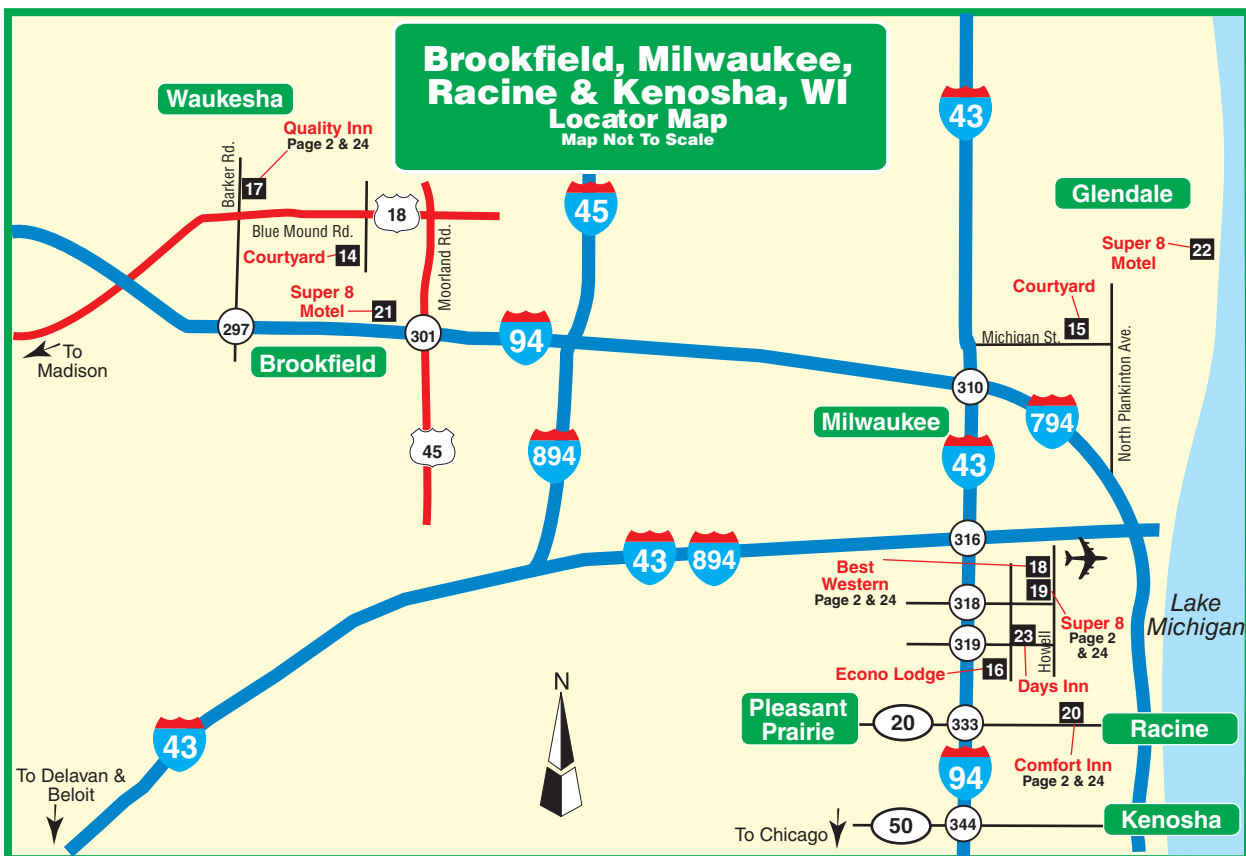 Brookfield, Milwaukee,
Racine & Kenosha, WI
Locator Map
Map Not To Scale
Waukesha
Quality Inn
Page 2 & 24
Barker Rd.
17
18
Blue Mound Rd.
Courtyard
14
Moorland Rd.
Super 8
Motel
21
297
301
94
Brookfield
To
Madison
45
45
894
43
Glendale
Super 8
Motel
22
Courtyard
15
Michigan St.
North Plankinton Ave.
310
794
Milwaukee
43
43
894
316
Best
Western
Page 2 & 24
18
19
318
Super 8
Page 2
& 24
Howell
319
23
Econo Lodge
16
Days Inn
Lake
Michigan
N
Pleasant
Prairie
20
333
20
Racine
Comfort Inn
Page 2 & 24
94
43
To Delavan &
Beloit
To Chicago
50
344
Kenosha